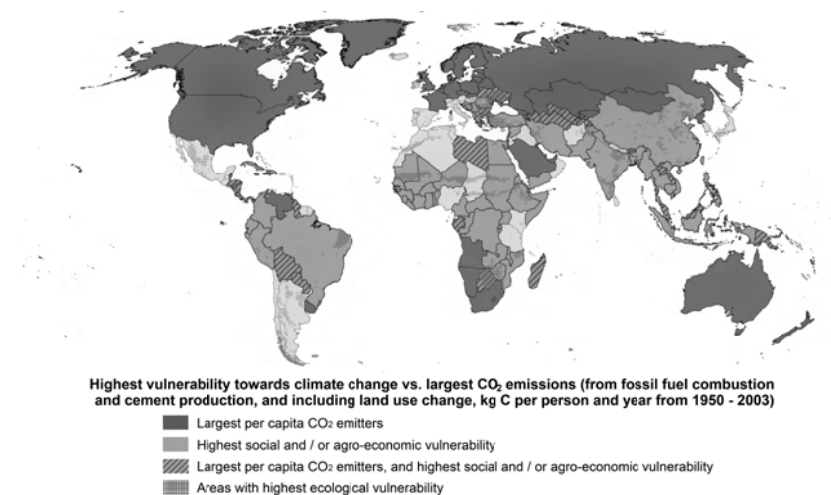 Highest vulnerability towards climate change vs. largest CO₂ emissions (from fossil fuel combustion
and cement production, and including land use change, kg C per person and year from 1950 - 2003)
Largest per capita CO₂ emitters
Highest social and / or agro-economic vulnerability
Largest per capita CO₂ emitters, and highest social and / or agro-economic vulnerability
Areas with highest ecological vulnerability